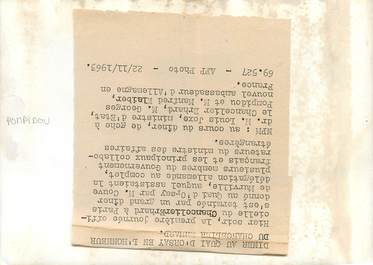 DINER AU QUAI D'ORSAY EN L'HONNEUR
DU CHANCELIER ERHARD.
Hier soir, la première journée offi-
cielle du Chancelier Erhard à Paris
s'est terminée par un grand dîner
donné au Quai d'Orsay par M. Couve
de Murville, auquel assistaient la
délégation allemande au complet,
plusieurs membres du Gouvernement
français et les principaux collabo-
rateurs du ministre des affaires
étrangères.
NPM : au cours du dîner, de gche à
dr. M. Louis Joxe, ministre d'Etat,
le Chancelier Erhard, M. Georges
Pompidou et M. Manfred Klaiber,
nouvel ambassadeur d'Allemagne en
France.
69.527 - AFP Photo - 22/11/1963.
POMPIDOU